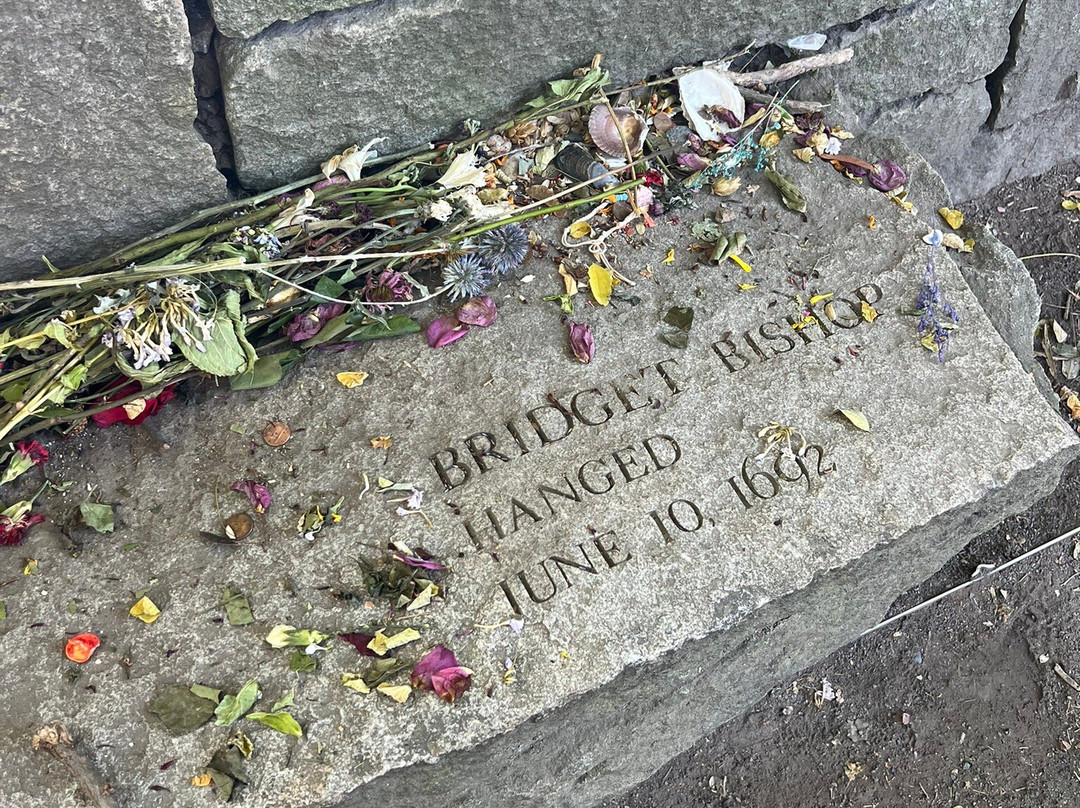 BRIDGET BISHOP
HANGED
JUNE 10, 1692